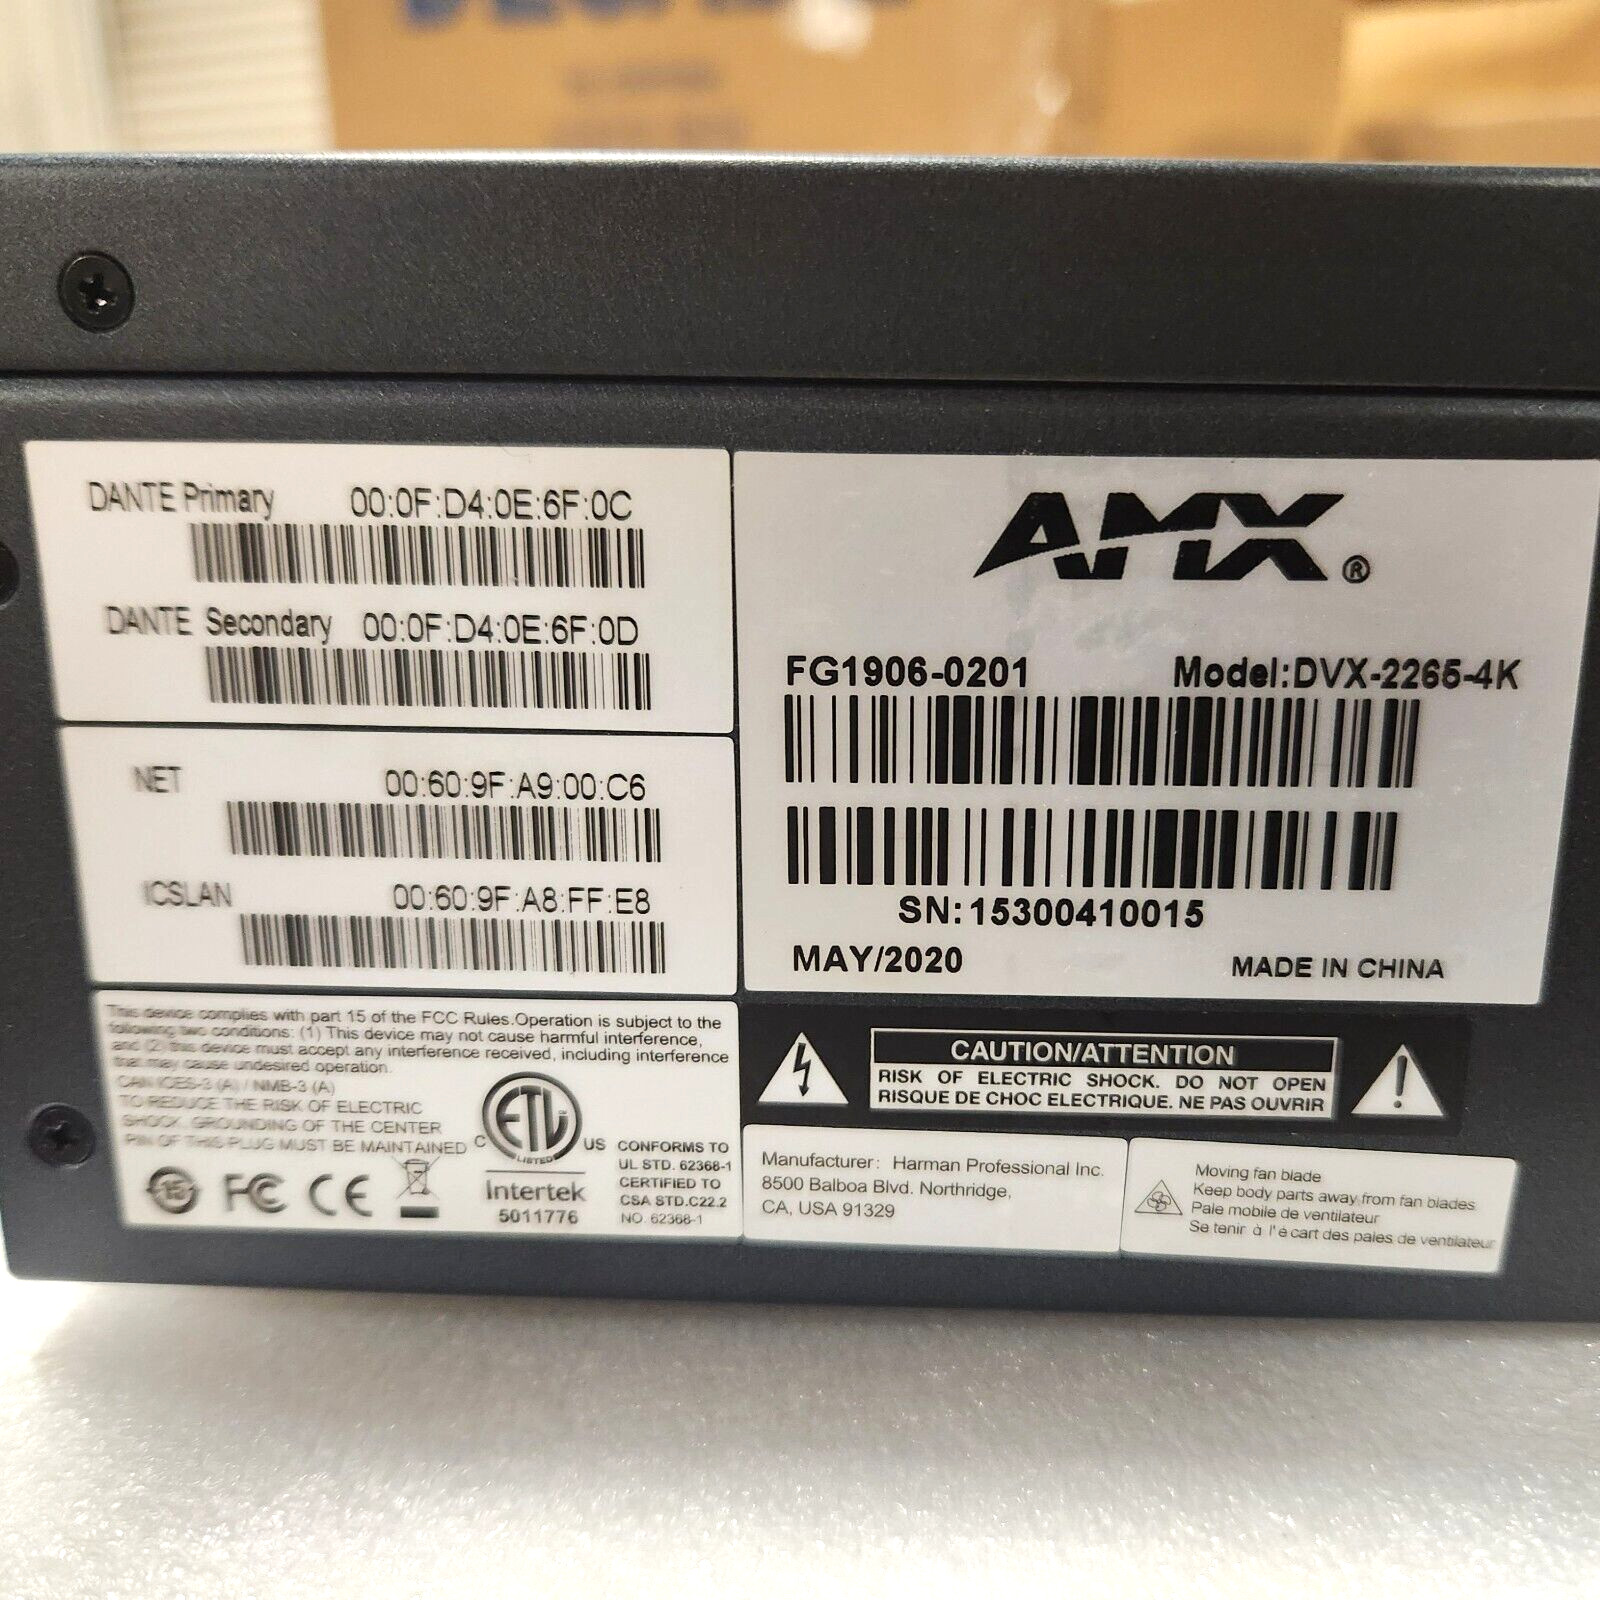 DANTE Primary 00:0F:D4:0E:6F:0C
DANTE Secondary 00:0F:D4:0E:6F:0D
NET 00:60:9F:A9:00:C6
ICSLAN 00:60:9F:A8:FF:E8
This device complies with part 15 of the FCC Rules.Operation is subject to the
following two conditions: (1) This device may not cause harmful interference,
and (2) this device must accept any interference received, including interference
that may cause undesired operation.
CAN ICES-3 (A) / NMB-3 (A)
TO REDUCE THE RISK OF ELECTRIC
SHOCK. GROUNDING OF THE CENTER
PIN OF THIS PLUG MUST BE MAINTAINED
15 FC CE
C ETL US
LISTED
Intertek
5011776
CONFORMS TO
UL STD. 62368-1
CERTIFIED TO
CSA STD.C22.2
NO. 62368-1
AMX®
FG1906-0201 Model:DVX-2265-4K
SN:15300410015
MAY/2020 MADE IN CHINA
CAUTION/ATTENTION
RISK OF ELECTRIC SHOCK. DO NOT OPEN
RISQUE DE CHOC ELECTRIQUE. NE PAS OUVRIR
Manufacturer: Harman Professional Inc.
8500 Balboa Blvd. Northridge,
CA, USA 91329
Moving fan blade
Keep body parts away from fan blades
Pale mobile de ventilateur
Se tenir à l'écart des pales de ventilateur